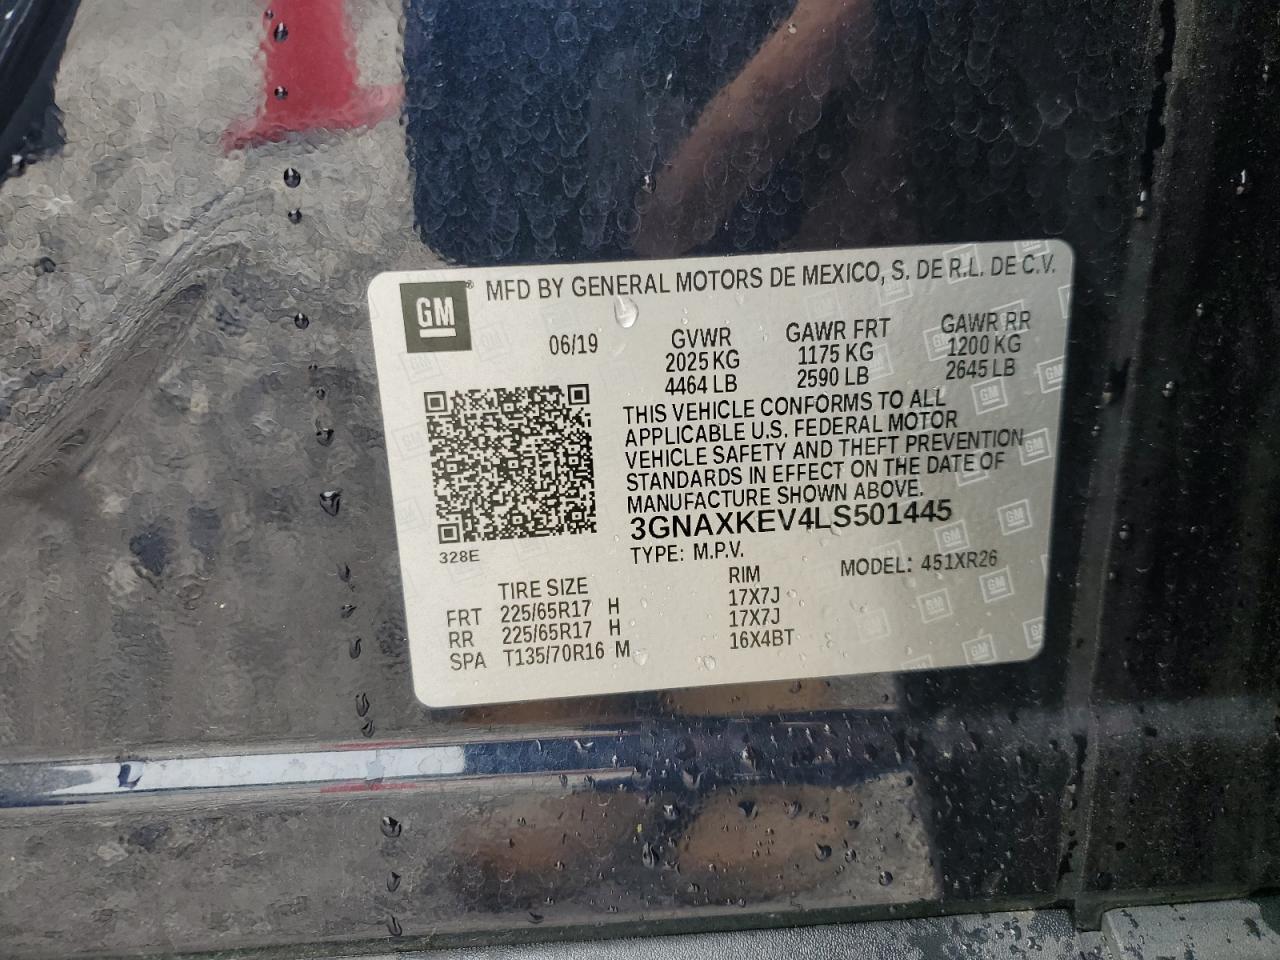 GM® MFD BY GENERAL MOTORS DE MEXICO, S. DE R.L. DE C.V.
06/19 GVWR GAWR FRT GAWR RR
2025 KG 1175 KG 1200 KG
4464 LB 2590 LB 2645 LB
THIS VEHICLE CONFORMS TO ALL
APPLICABLE U.S. FEDERAL MOTOR
VEHICLE SAFETY AND THEFT PREVENTION
STANDARDS IN EFFECT ON THE DATE OF
MANUFACTURE SHOWN ABOVE.
3GNAXKEV4LS501445
328E
TYPE: M.P.V. MODEL: 451XR26
TIRE SIZE RIM
FRT 225/65R17 H 17X7J
RR 225/65R17 H 17X7J
SPA T135/70R16 M 16X4BT